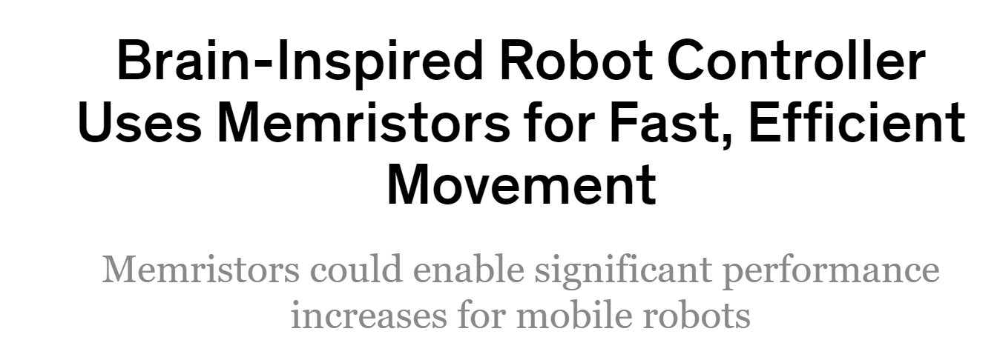 Brain-Inspired Robot Controller
Uses Memristors for Fast, Efficient
Movement
Memristors could enable significant performance
increases for mobile robots